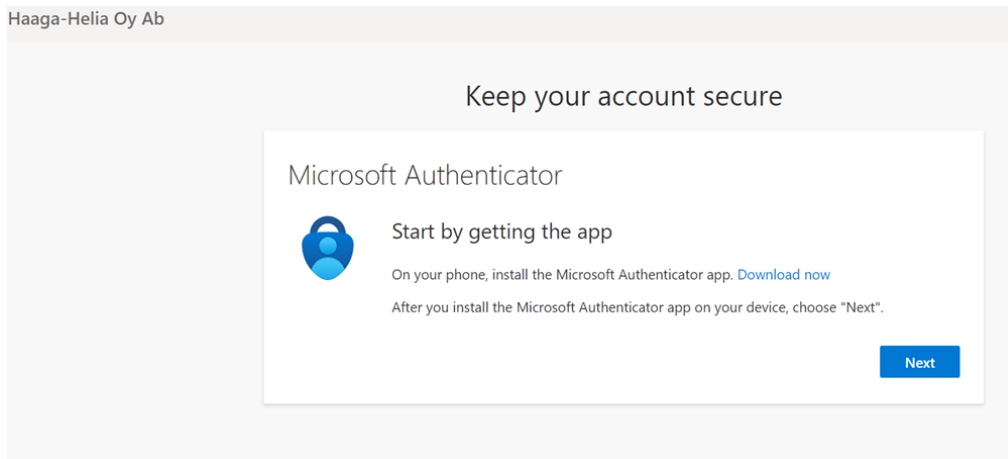 Haaga-Helia Oy Ab
Keep your account secure
Microsoft Authenticator
Start by getting the app
On your phone, install the Microsoft Authenticator app. Download now
After you install the Microsoft Authenticator app on your device, choose "Next".
Next